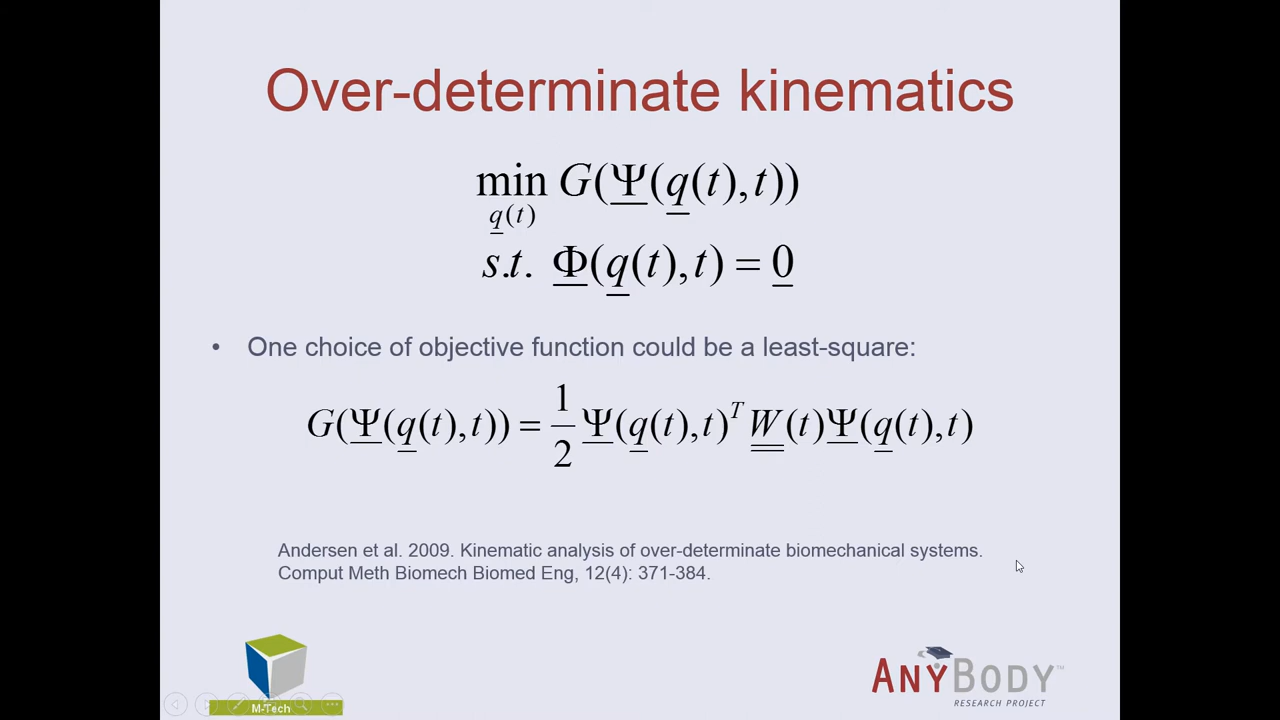 Over-determinate kinematics
min G(Ψ(q(t),t))
q(t)
s.t. Φ(q(t),t) = 0
• One choice of objective function could be a least-square:
G(Ψ(q(t),t)) = 1/2 Ψ(q(t),t)^T W(t)Ψ(q(t),t)
Andersen et al. 2009. Kinematic analysis of over-determinate biomechanical systems.
Comput Meth Biomech Biomed Eng, 12(4): 371-384.
M-Tech
ANYBODY™
RESEARCH PROJECT